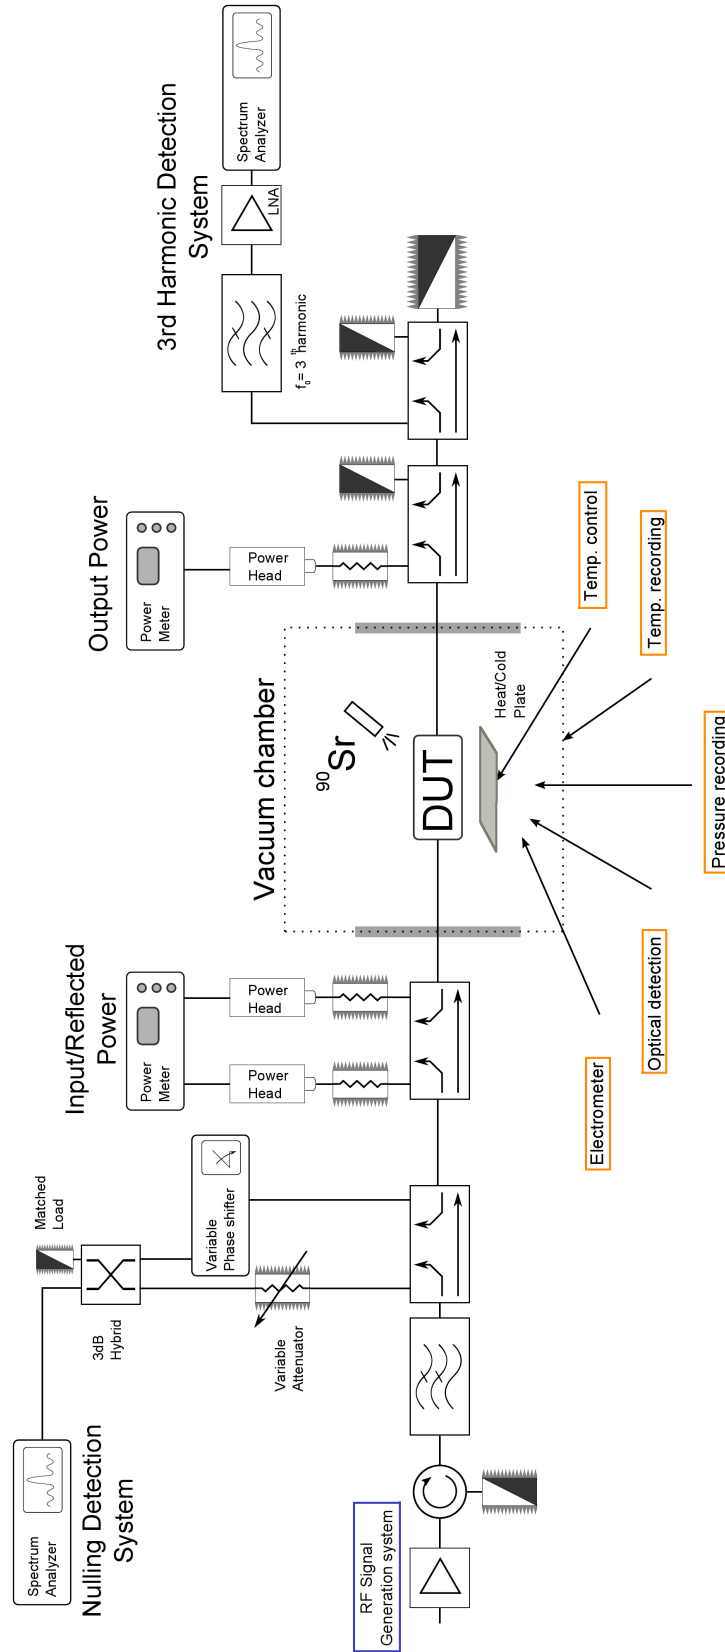 Spectrum
Analyzer
Nulling Detection
System
3dB
Hybrid
Matched
Load
Variable
Phase shifter
Variable
Attenuator
RF Signal
Generation system
Input/Reflected
Power
Power
Meter
Power
Head
Power
Head
Vacuum chamber
90Sr
DUT
Heat/Cold
Plate
Electrometer
Optical detection
Pressure recording
Temp. recording
Temp. control
Output Power
Power
Meter
Power
Head
3rd Harmonic Detection
System
f0= 3 th harmonic
LNA
Spectrum
Analyzer